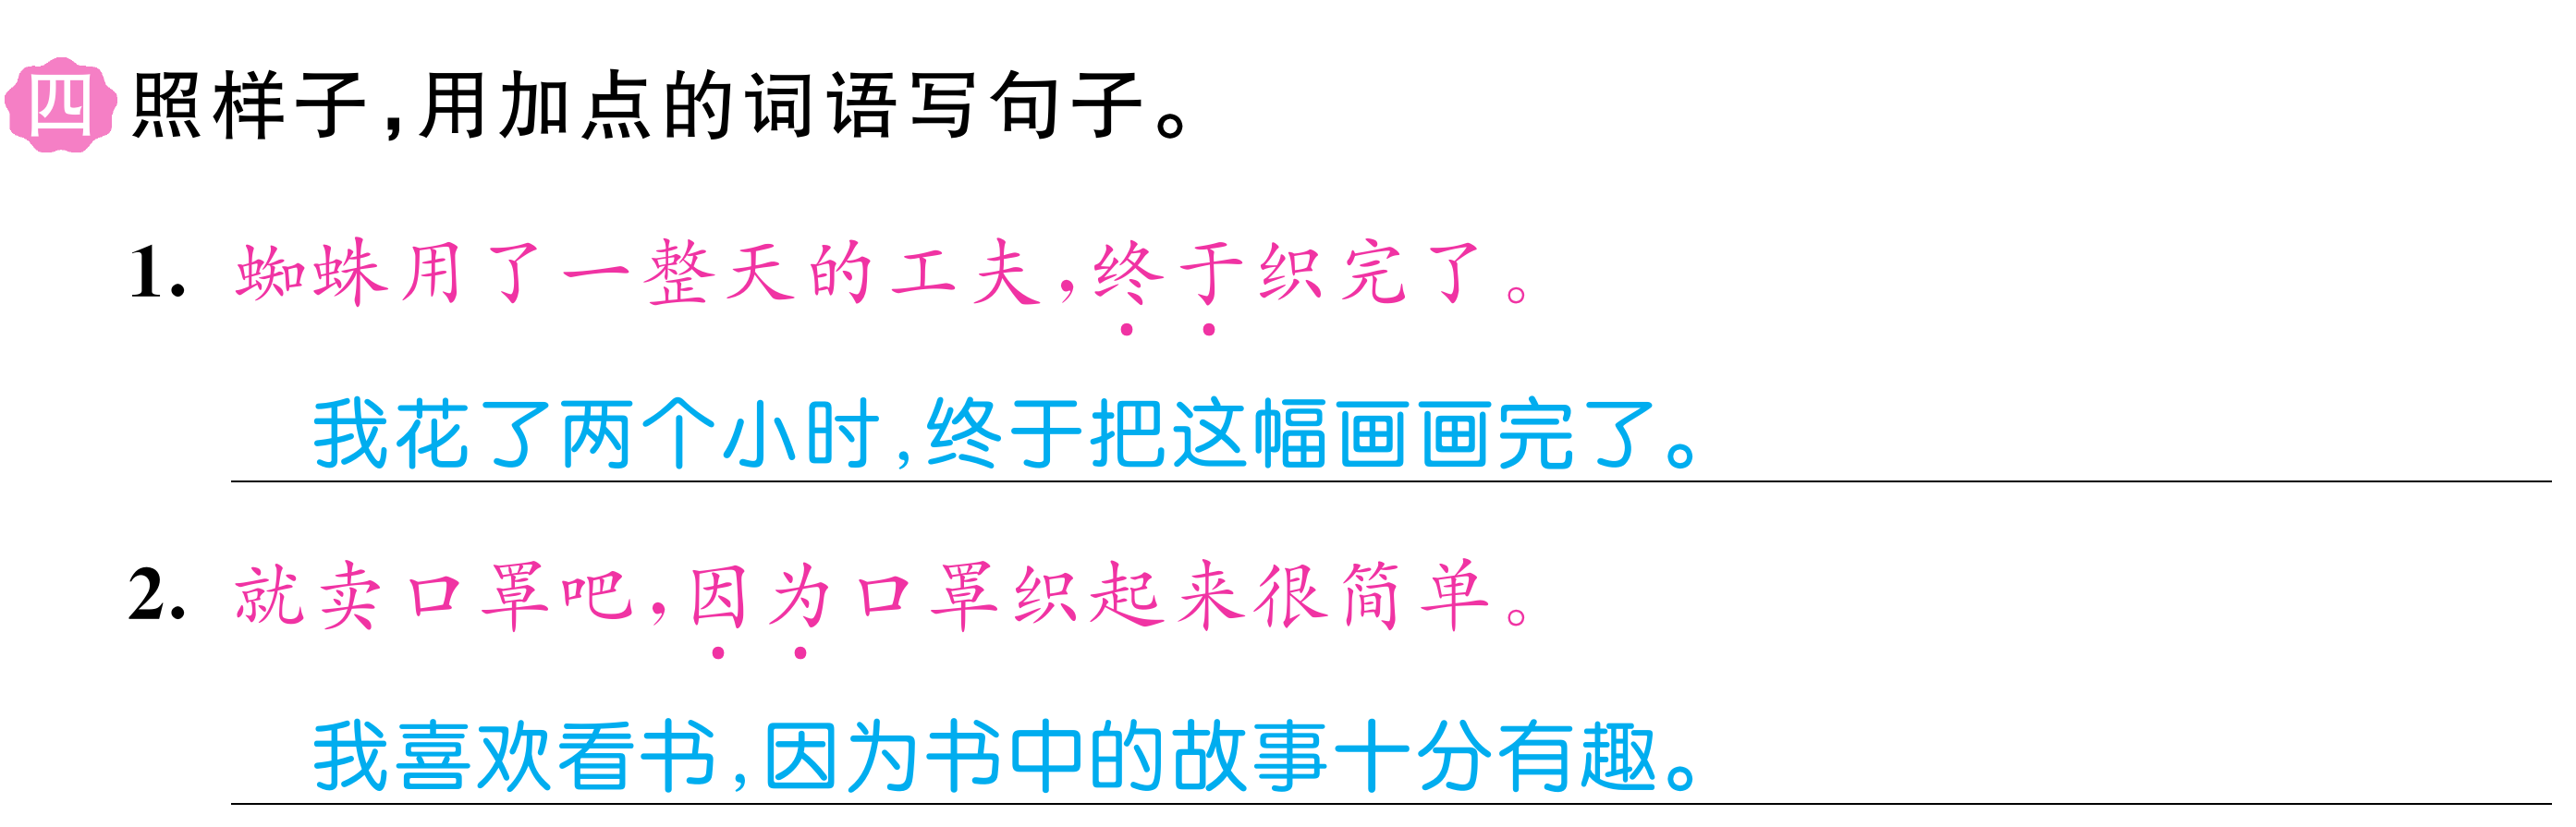 四 照样子,用加点的词语写句子。
1. 蜘蛛用了一整天的工夫,终于织完了。
我花了两个小时,终于把这幅画画完了。
2. 就卖口罩吧,因为口罩织起来很简单。
我喜欢看书,因为书中的故事十分有趣。